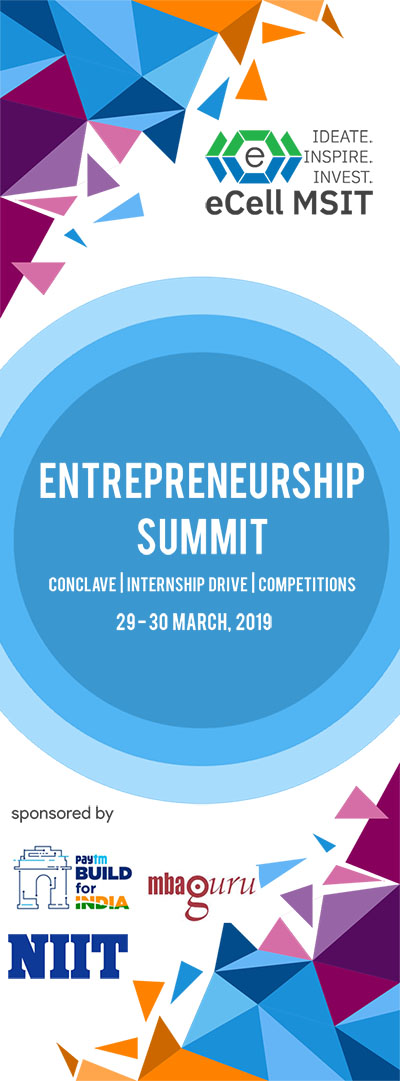 e
IDEATE.
INSPIRE.
INVEST.
eCell MSIT
ENTREPRENEURSHIP
SUMMIT
CONCLAVE | INTERNSHIP DRIVE | COMPETITIONS
29 – 30 MARCH, 2019
sponsored by
paytm
BUILD
for
INDIA
mbaguru
NIIT